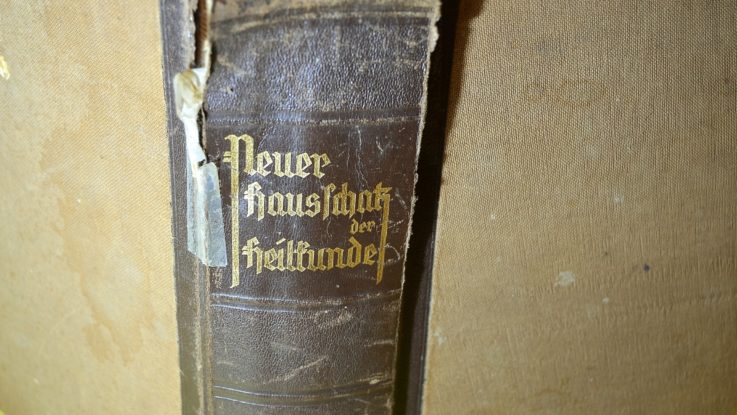 Neuer
Hausſchatz
der
Heilkunde